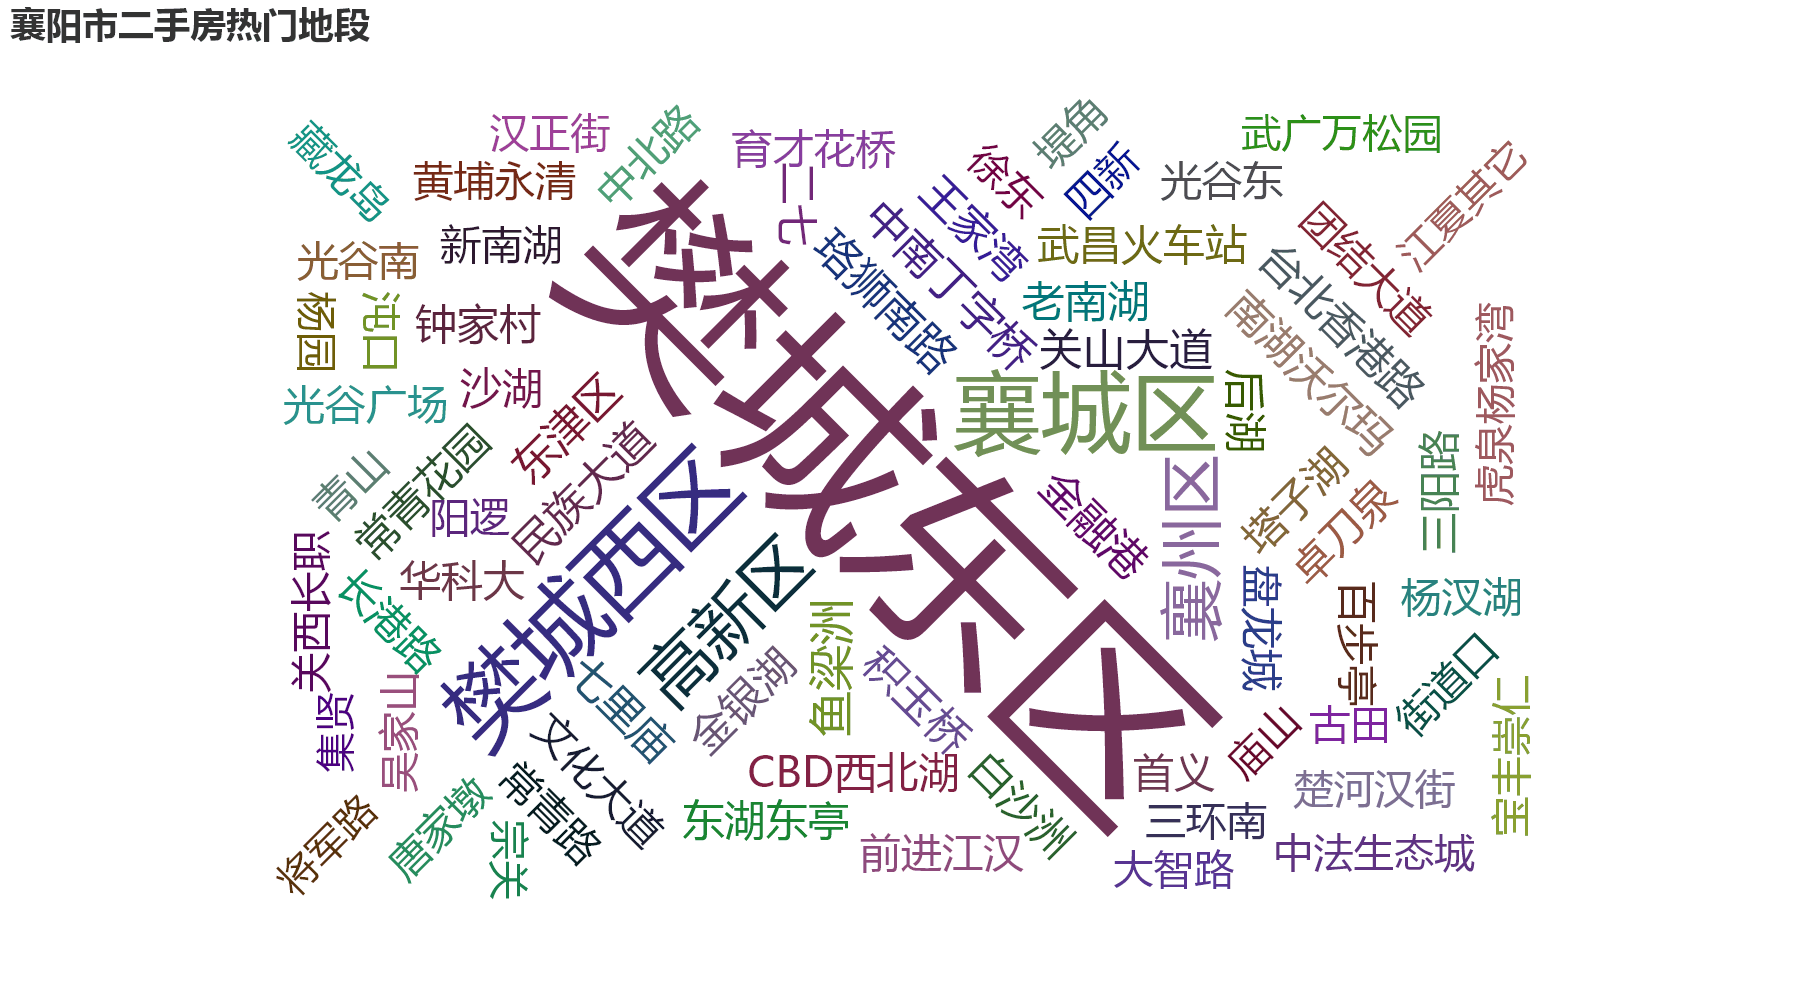 襄阳市二手房热门地段
藏龙岛
汉正街
中北路
育才花桥
堤角
武广万松园
江夏其它
黄埔永清
二七
徐东
四新
光谷东
王家湾
团结大道
光谷南
新南湖
珞狮南路
中南丁字桥
武昌火车站
台北香港路
杨园
沌口
钟家村
樊城东区
老南湖
南湖沃尔玛
关山大道
虎泉杨家湾
光谷广场
沙湖
东津区
襄城区
后湖
青山
常青花园
阳逻
民族大道
金融港
襄州区
塔子湖
卓刀泉
三阳路
关西长职
长港路
华科大
樊城西区
高新区
鱼梁洲
盘龙城
百步亭
杨汊湖
集贤
吴家山
七里庙
金银湖
积玉桥
街道口
古田
庙山
宝丰崇仁
文化大道
CBD西北湖
白沙洲
首义
楚河汉街
将军路
唐家墩
宗关
常青路
东湖东亭
前进江汉
三环南
大智路
中法生态城